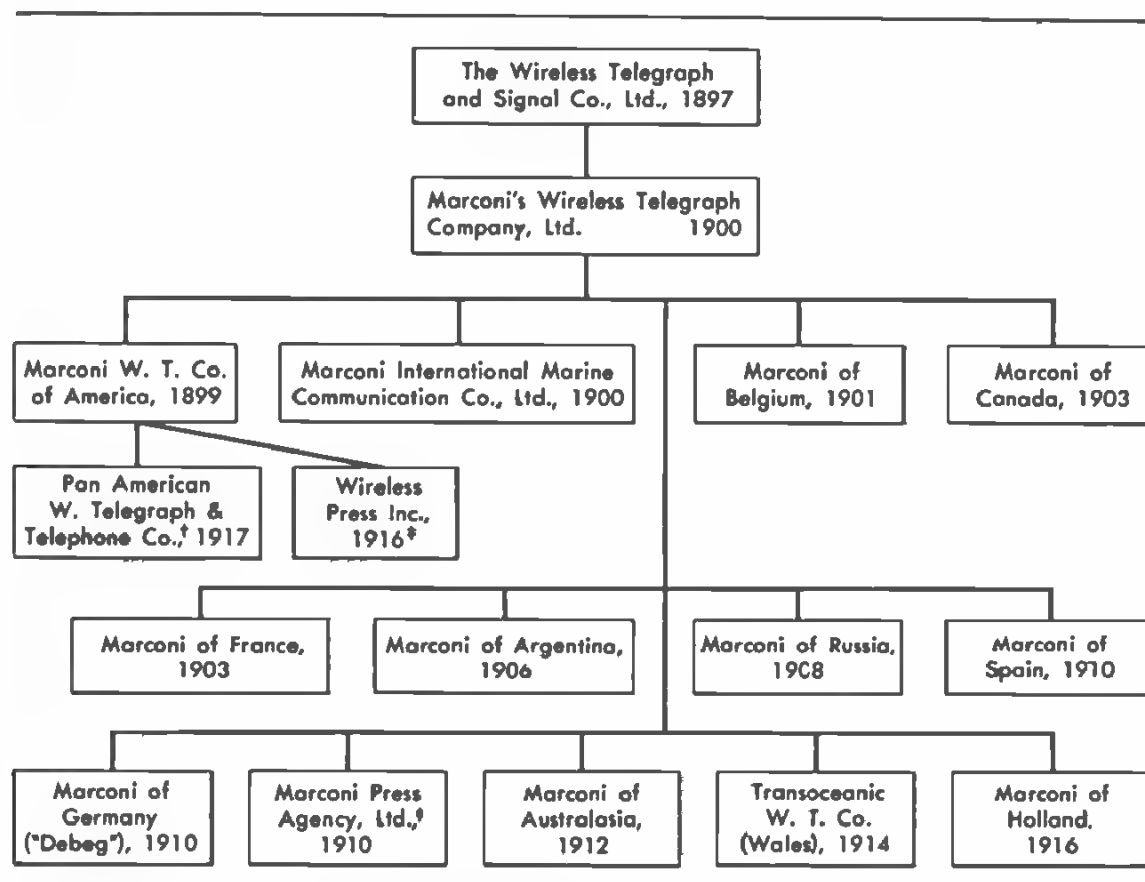 The Wireless Telegraph
and Signal Co., Ltd., 1897
Marconi's Wireless Telegraph
Company, Ltd. 1900
Marconi W. T. Co.
of America, 1899
Marconi International Marine
Communication Co., Ltd., 1900
Marconi of
Belgium, 1901
Marconi of
Canada, 1903
Pan American
W. Telegraph &
Telephone Co.,† 1917
Wireless
Press Inc.,
1916‡
Marconi of France,
1903
Marconi of Argentina,
1906
Marconi of Russia,
1908
Marconi of
Spain, 1910
Marconi of
Germany
("Debeg"), 1910
Marconi Press
Agency, Ltd.,‡
1910
Marconi of
Australasia,
1912
Transoceanic
W. T. Co.
(Wales), 1914
Marconi of
Holland,
1916